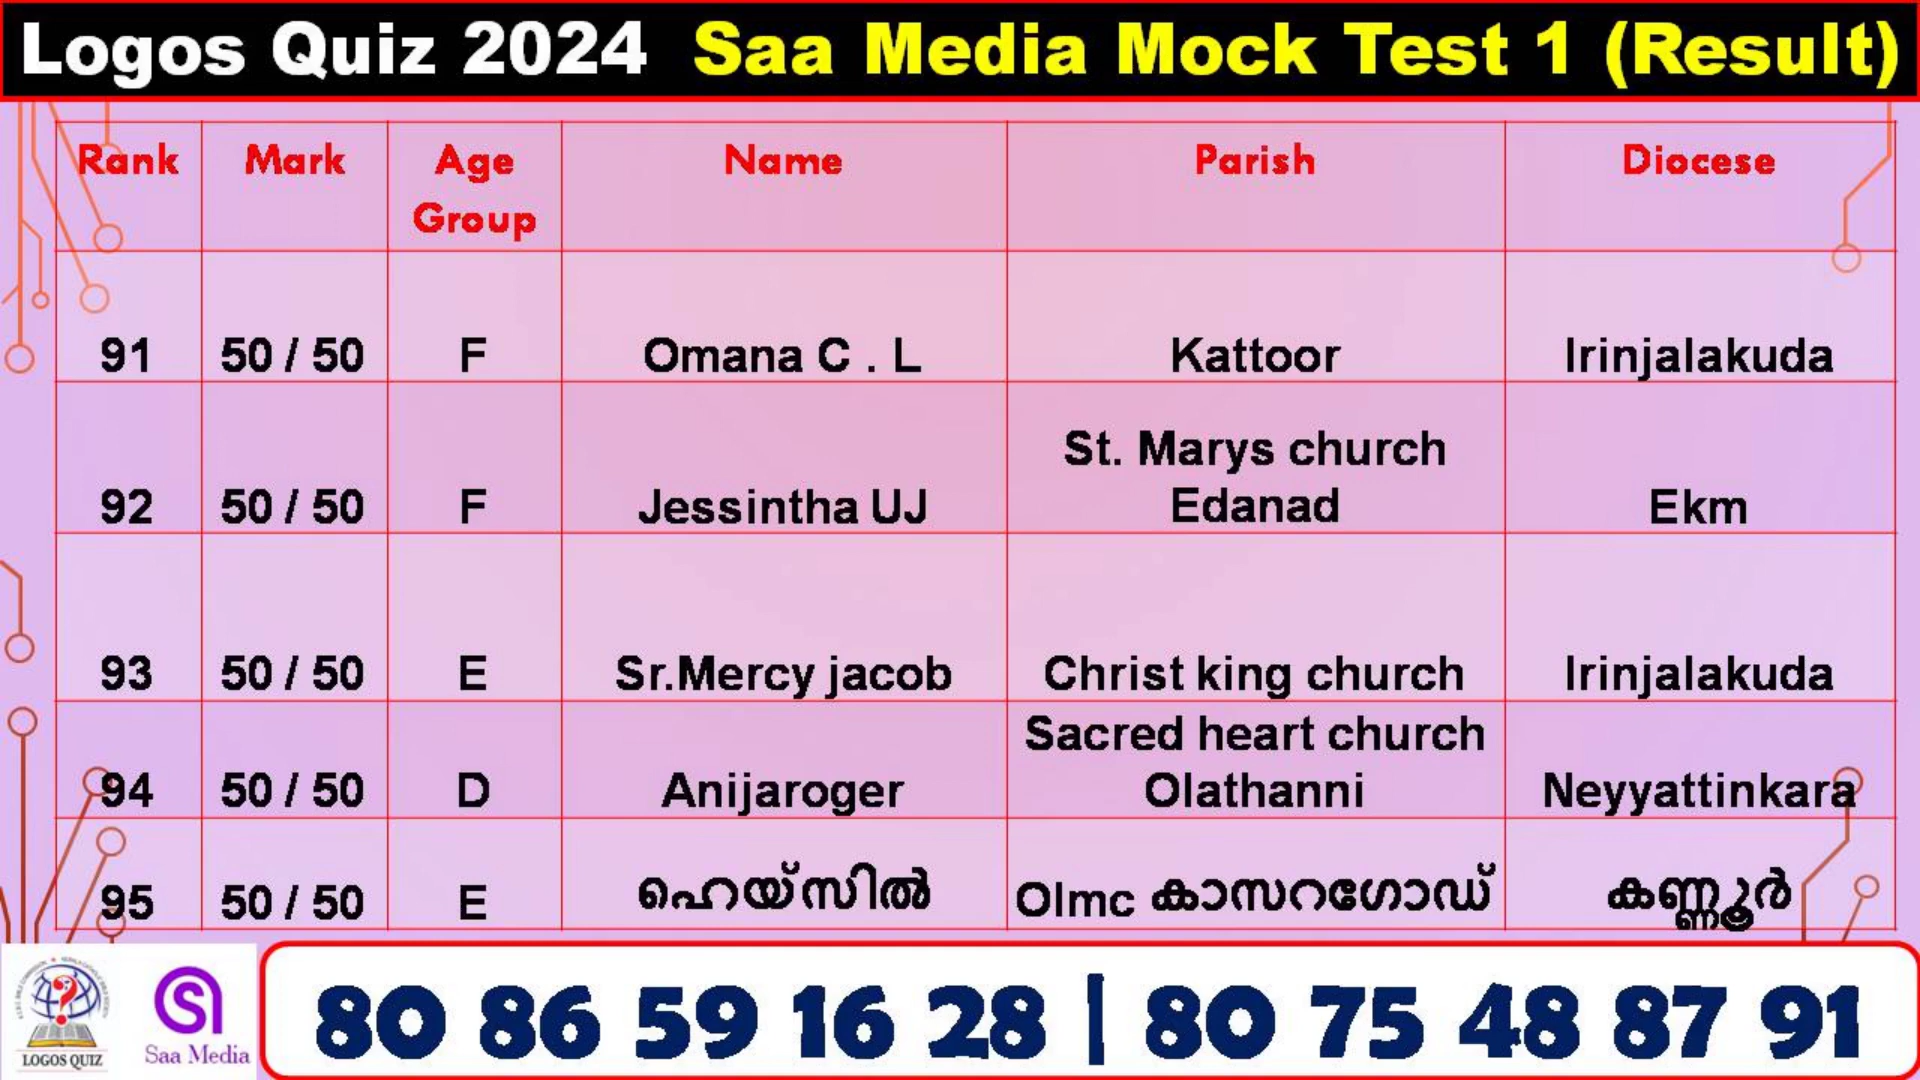 Logos Quiz 2024 Saa Media Mock Test 1 (Result)
Rank Mark Age Group Name Parish Diocese
91 50 / 50 F Omana C . L Kattoor Irinjalakuda
92 50 / 50 F Jessintha UJ St. Marys church Edanad Ekm
93 50 / 50 E Sr.Mercy jacob Christ king church Irinjalakuda
94 50 / 50 D Anijaroger Sacred heart church Olathanni Neyyattinkara
95 50 / 50 E ഹെയ്സിൽ Olmc കാസറഗോഡ് കണ്ണൂർ
LOGOS QUIZ
Saa Media
80 86 59 16 28 | 80 75 48 87 91